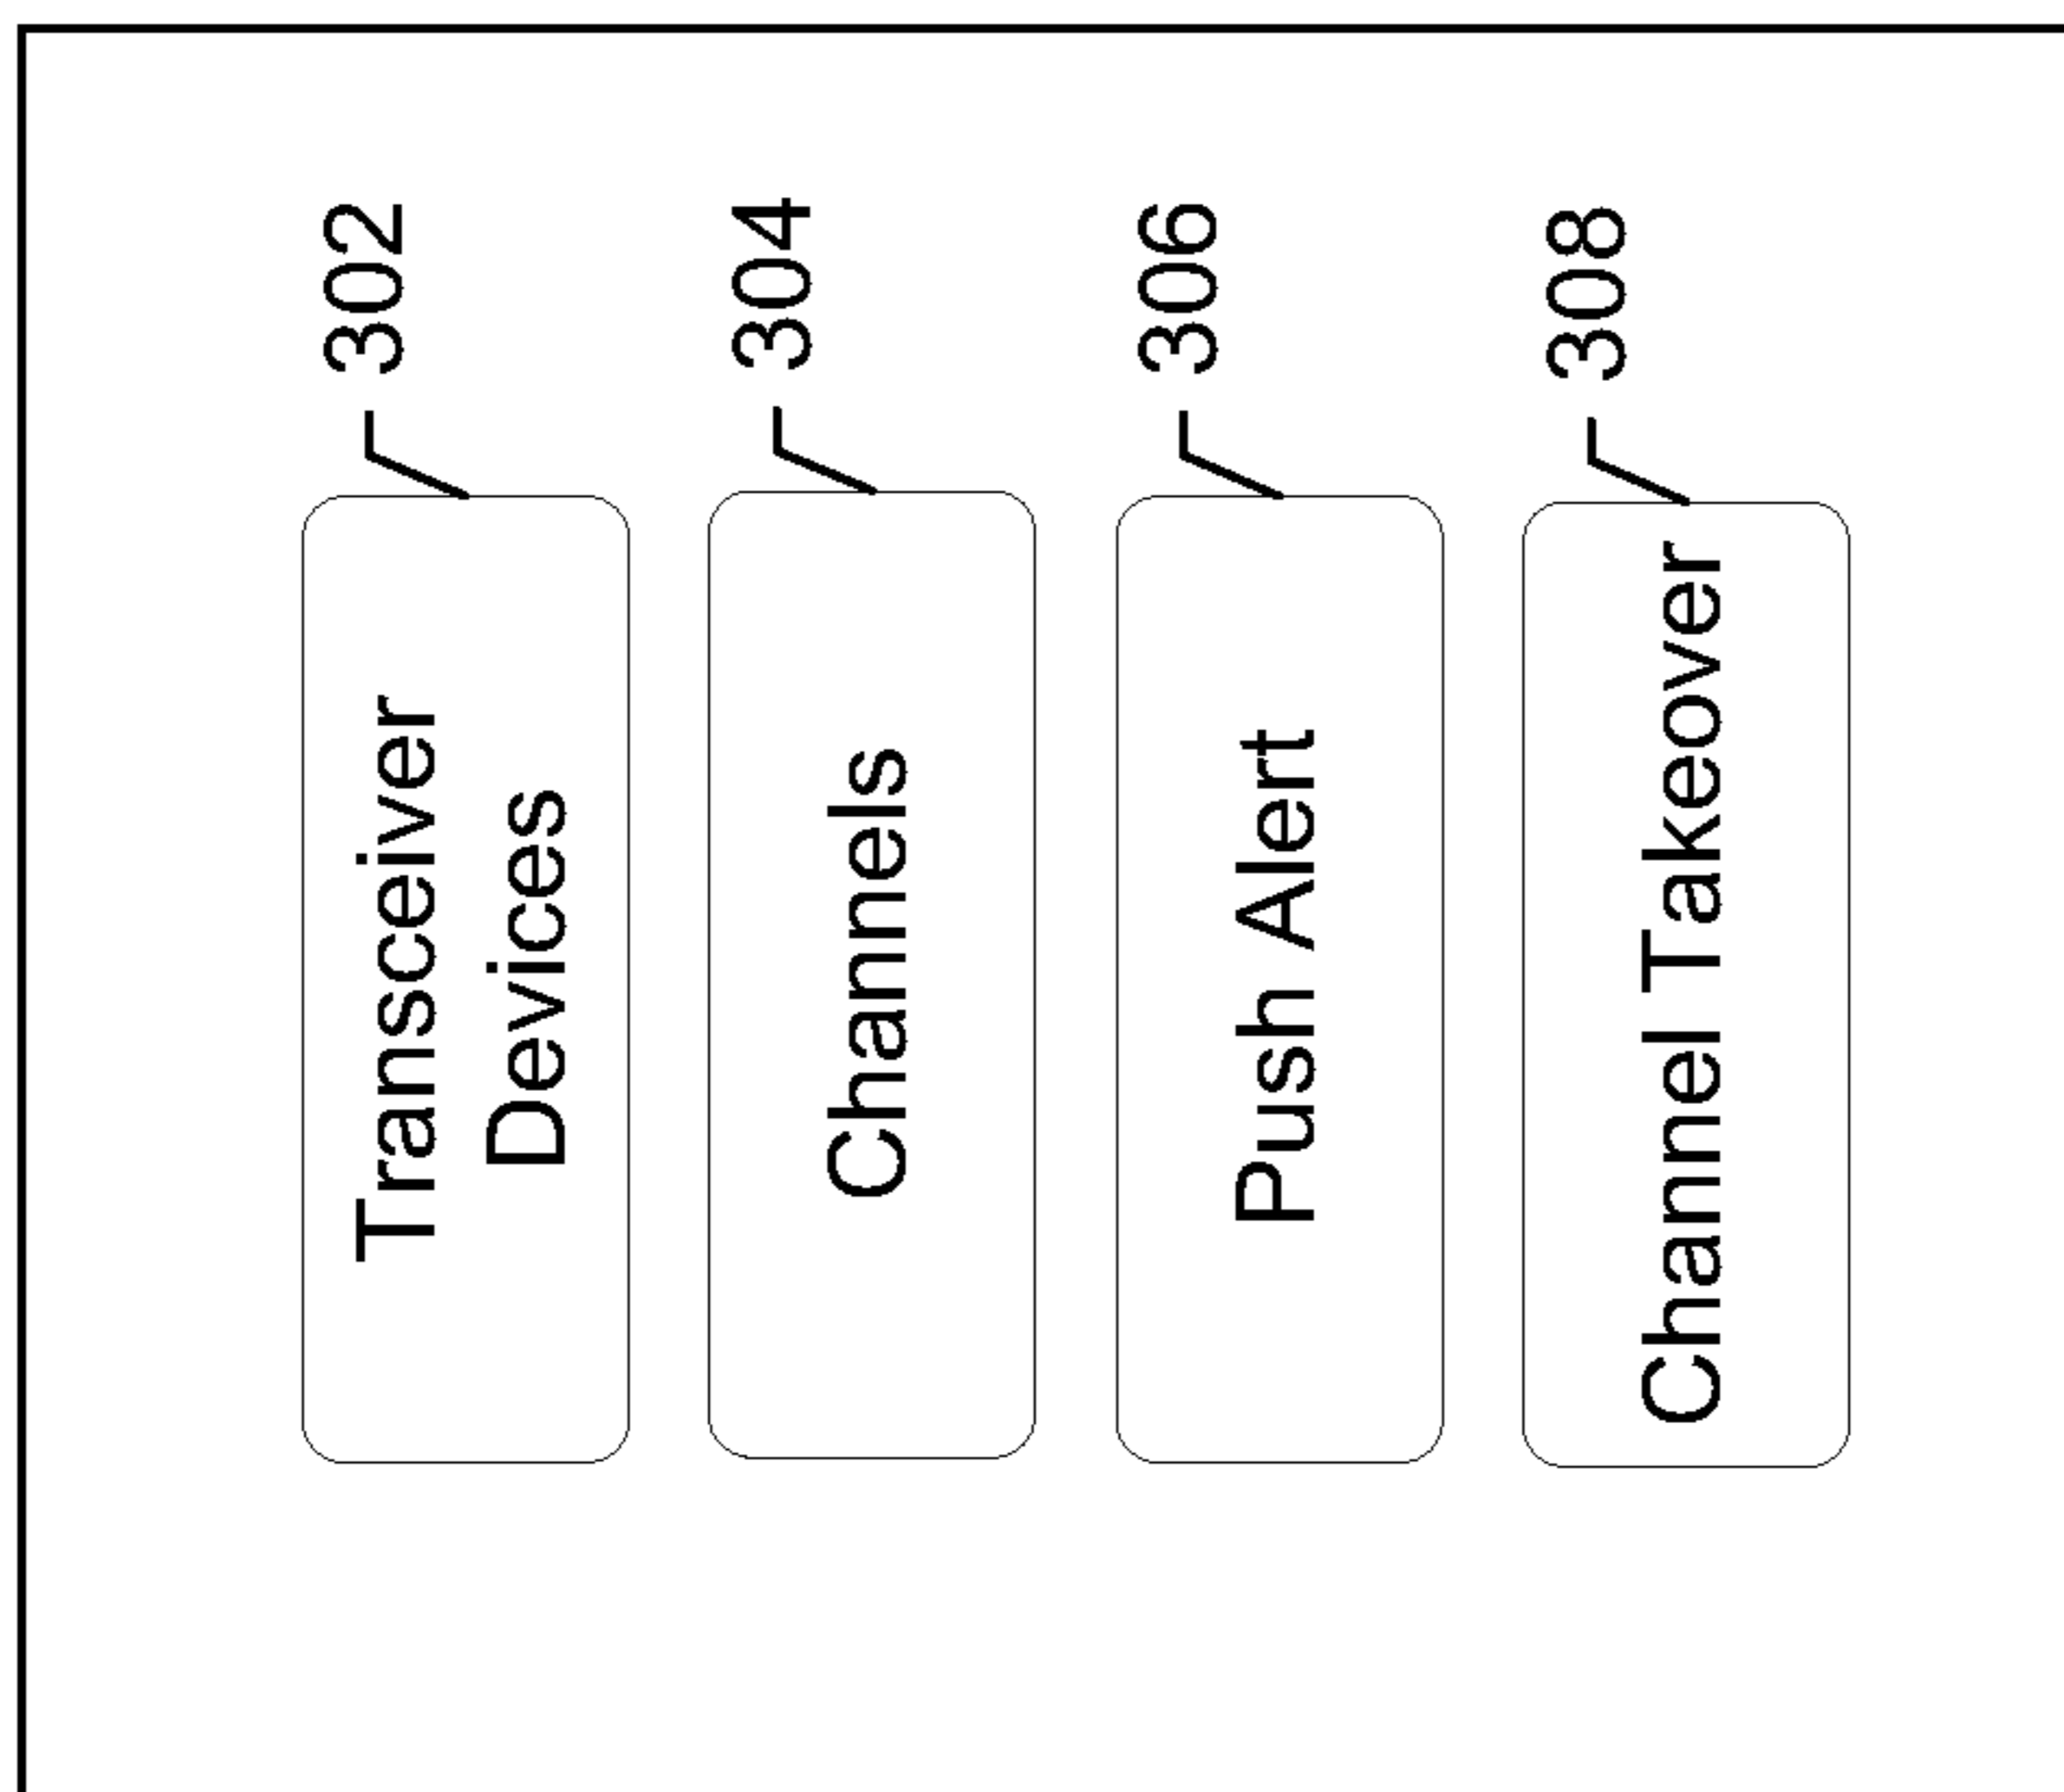 Transceiver
Devices
302
Channels
304
Push Alert
306
Channel Takeover
308